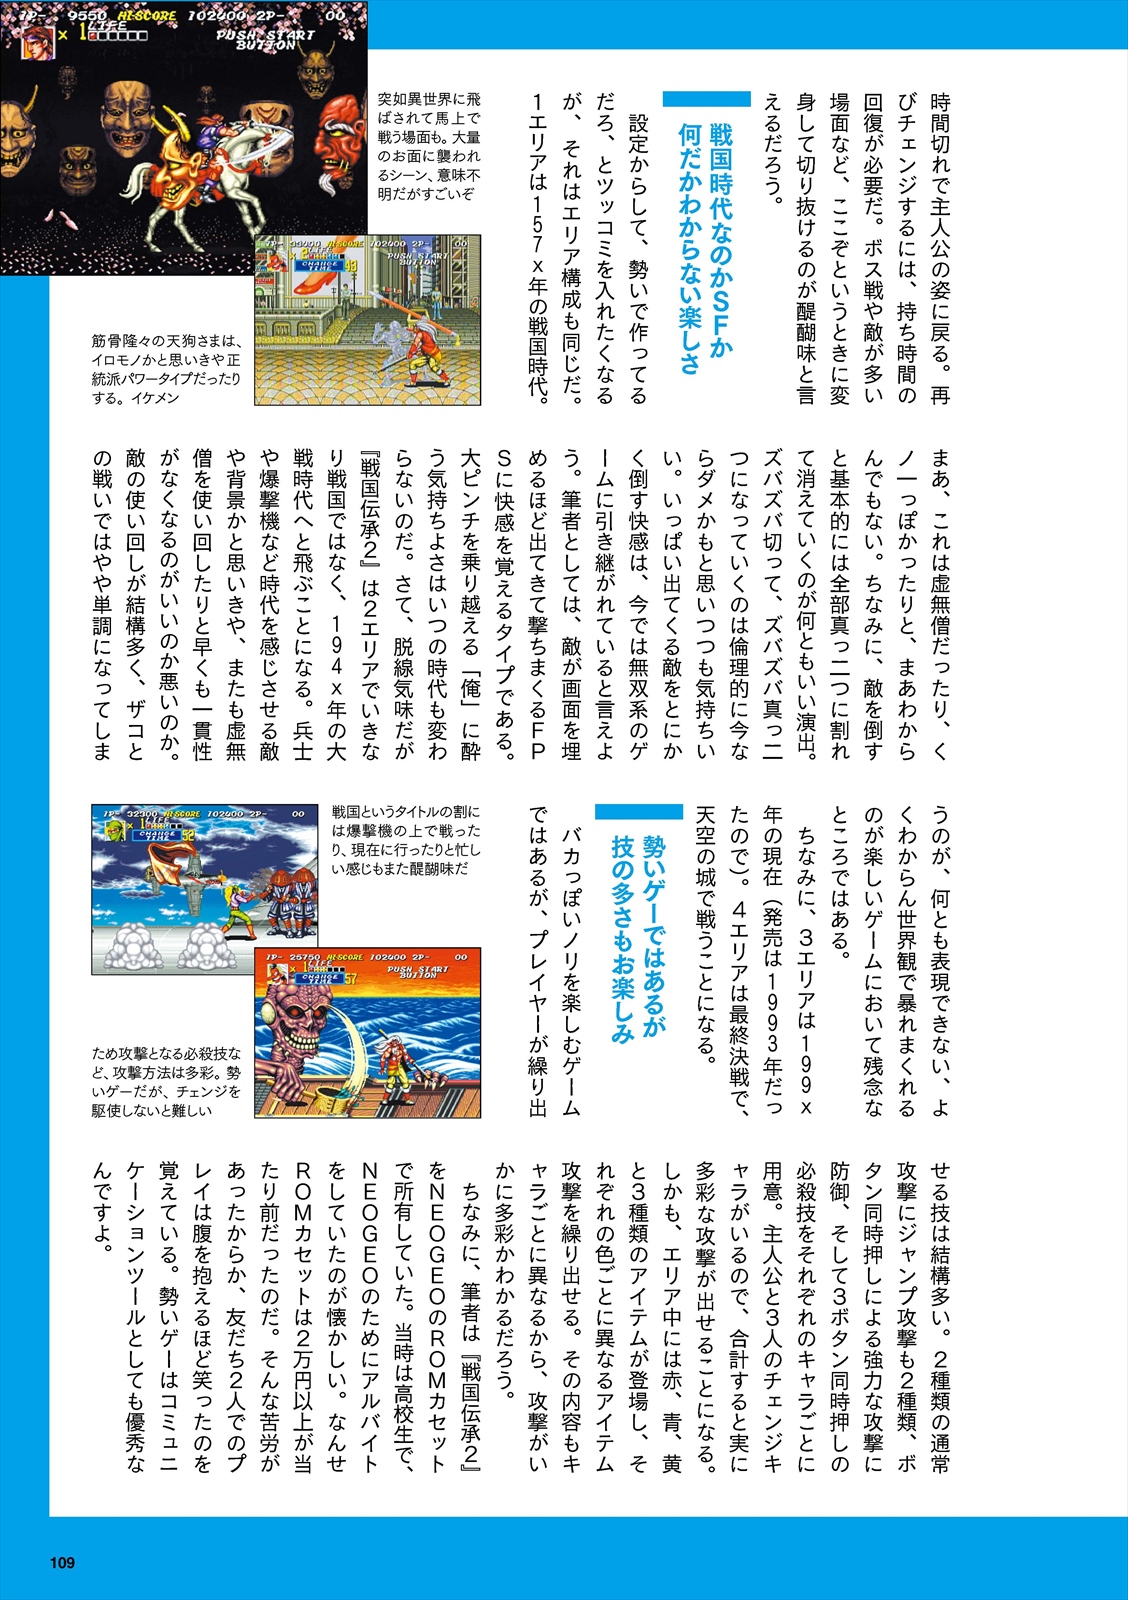 時間切れで主人公の姿に戻る。再
びチェンジするには、持ち時間の
回復が必要だ。ボス戦や敵が多い
場面など、ここぞというときに変
身して切り抜けるのが醍醐味と言
えるだろう。
戦国時代なのかSFか
何だかわからない楽しさ
設定からして、勢いで作ってる
だろ、とツッコミを入れたくなる
が、それはエリア構成も同じだ。
1エリアは157x年の戦国時代。
まあ、これは虚無僧だったり、く
ノ一っぽかったりと、まあわから
んでもない。ちなみに、敵を倒す
と基本的には全部真っ二つに割れ
て消えていくのが何ともいい演出。
ズバズバ切って、ズバズバ真っ二
つになっていくのは倫理的に今な
らダメかもと思いつつも気持ちい
い。いっぱい出てくる敵をとにか
く倒す快感は、今では無双系のゲ
ームに引き継がれていると言えよ
う。筆者としては、敵が画面を埋
めるほど出てきて撃ちまくるFP
Sに快感を覚えるタイプである。
大ピンチを乗り越える「俺」に酔
う気持ちよさはいつの時代も変わ
らないのだ。さて、脱線気味だが
『戦国伝承2』は2エリアでいきな
り戦国ではなく、194x年の大
戦時代へと飛ぶことになる。兵士
や爆撃機など時代を感じさせる敵
や背景かと思いきや、またも虚無
僧を使い回したりと早くも一貫性
がなくなるのがいいのか悪いのか。
敵の使い回しが結構多く、ザコと
の戦いではやや単調になってしま
うのが、何とも表現できない、よ
くわからん世界観で暴れまくれる
のが楽しいゲームにおいて残念な
ところではある。
ちなみに、3エリアは199x
年の現在（発売は1993年だっ
たので）。4エリアは最終決戦で、
天空の城で戦うことになる。
勢いゲーではあるが
技の多さもお楽しみ
バカっぽいノリを楽しむゲーム
ではあるが、プレイヤーが繰り出
せる技は結構多い。2種類の通常
攻撃にジャンプ攻撃も2種類、ボ
タン同時押しによる強力な攻撃に
防御、そして3ボタン同時押しの
必殺技をそれぞれのキャラごとに
用意。主人公と3人のチェンジキ
ャラがいるので、合計すると実に
多彩な攻撃が出せることになる。
しかも、エリア中には赤、青、黄
と3種類のアイテムが登場し、そ
れぞれの色ごとに異なるアイテム
攻撃を繰り出せる。その内容もキ
ャラごとに異なるから、攻撃がい
かに多彩かわかるだろう。
ちなみに、筆者は『戦国伝承2』
をNEOGEOのROMカセット
で所有していた。当時は高校生で、
NEOGEOのためにアルバイト
をしていたのが懐かしい。なんせ
ROMカセットは2万円以上が当
たり前だったのだ。そんな苦労が
あったからか、友だち2人でのプ
レイは腹を抱えるほど笑ったのを
覚えている。勢いゲーはコミュニ
ケーションツールとしても優秀な
んですよ。
1P- 9550 HI-SCORE 102400 2P- 00
LIFE
x 1
PUSH START
BUTTON
突如異世界に飛
ばされて馬上で
戦う場面も。大量
のお面に襲われ
るシーン、意味不
明だがすごいぞ
1P- 33400 HI-SCORE 102400 2P- 00
LIFE
x 2
CHANGE
TIME 43
PUSH START
BUTTON
筋骨隆々の天狗さまは、
イロモノかと思いきや正
統派パワータイプだったり
する。イケメン
1P- 32300 HI-SCORE 102400 2P- 00
LIFE
x 1
CHANGE
TIME 52
戦国というタイトルの割に
は爆撃機の上で戦った
り、現在に行ったりと忙し
い感じもまた醍醐味だ
1P- 25750 HI-SCORE 102400 2P- 00
LIFE
x 1
CHANGE
TIME 57
PUSH START
BUTTON
ため攻撃となる必殺技な
ど、攻撃方法は多彩。勢
いゲーだが、チェンジを
駆使しないと難しい
109